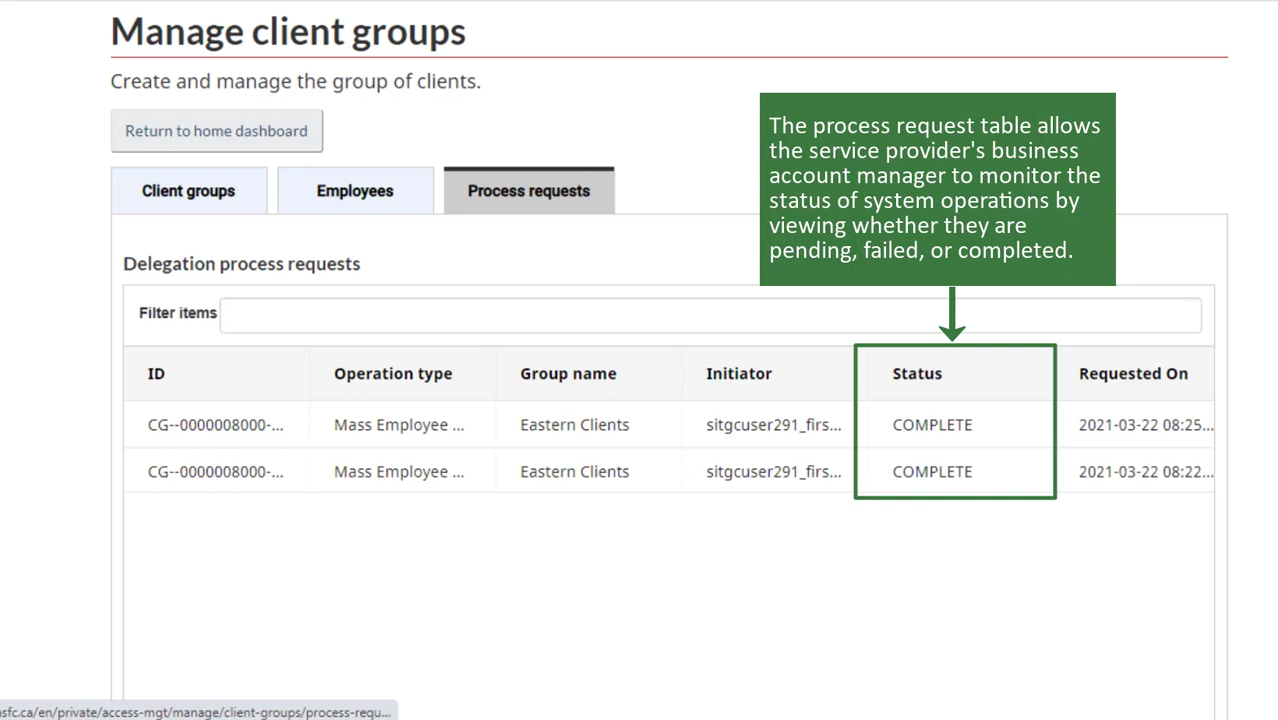 Manage client groups
Create and manage the group of clients.
Return to home dashboard
The process request table allows
the service provider's business
account manager to monitor the
status of system operations by
viewing whether they are
pending, failed, or completed.
Client groups Employees Process requests
Delegation process requests
Filter items
ID Operation type Group name Initiator Status Requested On
CG--0000008000-... Mass Employee ... Eastern Clients sitgcuser291_firs... COMPLETE 2021-03-22 08:25...
CG--0000008000-... Mass Employee ... Eastern Clients sitgcuser291_firs... COMPLETE 2021-03-22 08:22...
sfc.ca/en/private/access-mgt/manage/client-groups/process-requ...